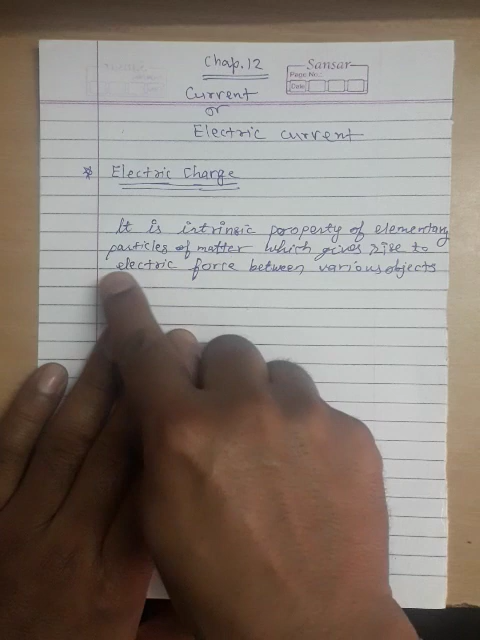 Chap.12
Sansar
Page No.:
Date
Current
or
Electric current
* Electric Charge
It is intrinsic poroperty of elementary
particles of matter which gives rise to
electric force between various objects